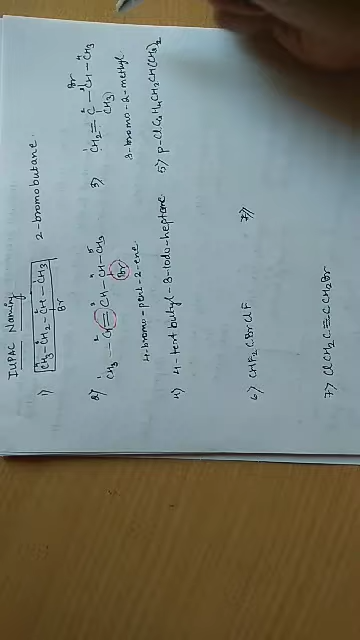 IUPAC Naming
1) CH3-CH2-CH-CH3
Br
2-bromobutane.
2) CH3-CH=CH-CH-CH3
Br
4-bromo-pent-2-ene.
3) CH2=C-CH-CH3
Br
CH3
3-bromo-2-methyl.
4) 4-tert butyl-3-Iodo-heptane
5) p-ClC6H4CH2CH(CH3)2
6) CHF2CBrClF
7)
7) ClCH2C≡CCH2Br